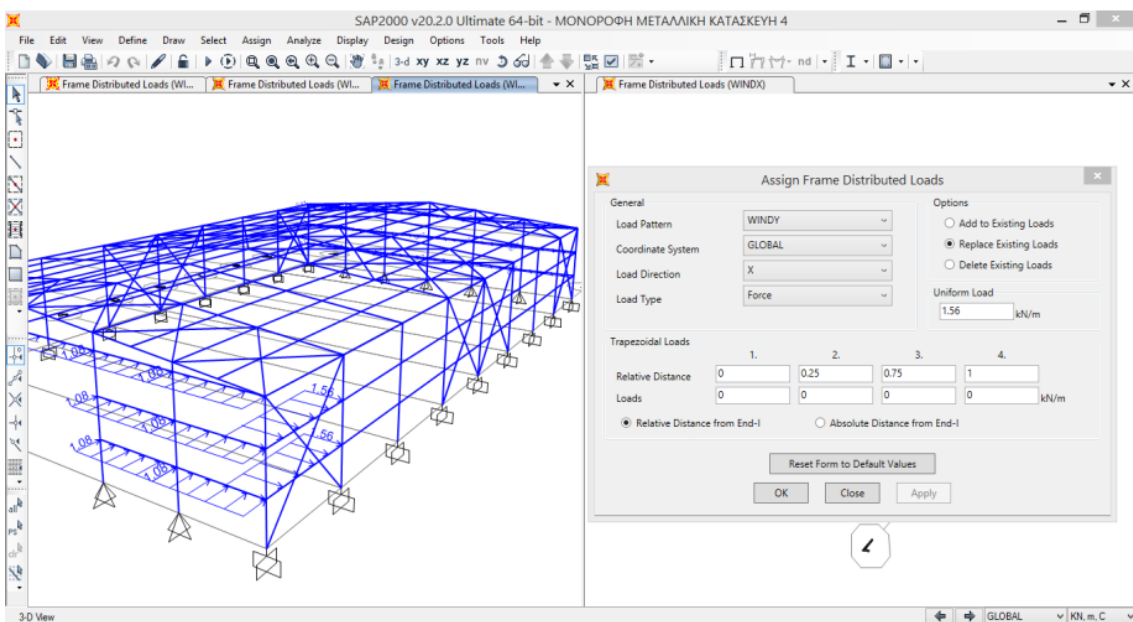 SAP2000 v20.2.0 Ultimate 64-bit - ΜΟΝΟΡΟΦΗ ΜΕΤΑΛΛΙΚΗ ΚΑΤΑΣΚΕΥΗ 4
File Edit View Define Draw Select Assign Analyze Display Design Options Tools Help
3-d xy xz yz nv nd
Frame Distributed Loads (WI... Frame Distributed Loads (WI... Frame Distributed Loads (WI...
Frame Distributed Loads (WINDX)
1.08
1.08
1.56
1.08
1.08
1.56
1.08
1.08
all
PS
clr
Assign Frame Distributed Loads
General
Load Pattern WINDY
Coordinate System GLOBAL
Load Direction X
Load Type Force
Options
Add to Existing Loads
Replace Existing Loads
Delete Existing Loads
Uniform Load
1.56 kN/m
Trapezoidal Loads
1. 2. 3. 4.
Relative Distance 0 0.25 0.75 1
Loads 0 0 0 0 kN/m
Relative Distance from End-I Absolute Distance from End-I
Reset Form to Default Values
OK Close Apply
3-D View GLOBAL KN, m, C